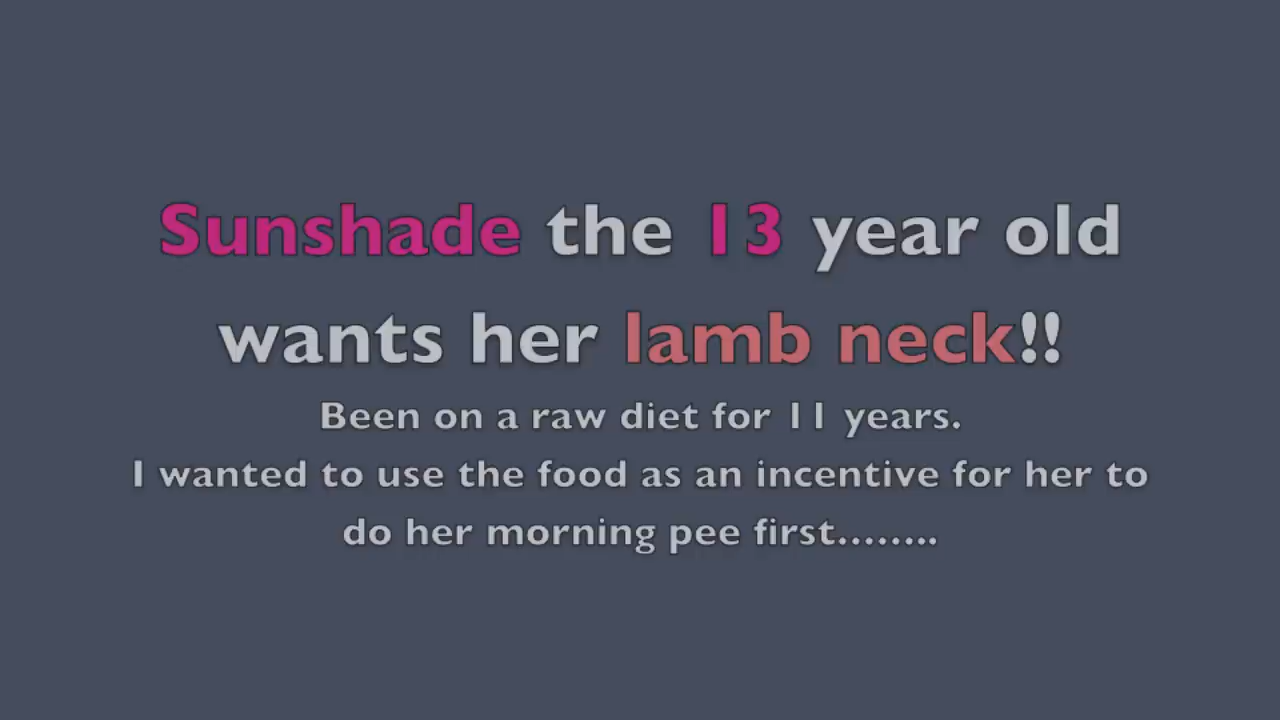 Sunshade the 13 year old
wants her lamb neck!!
Been on a raw diet for 11 years.
I wanted to use the food as an incentive for her to
do her morning pee first........